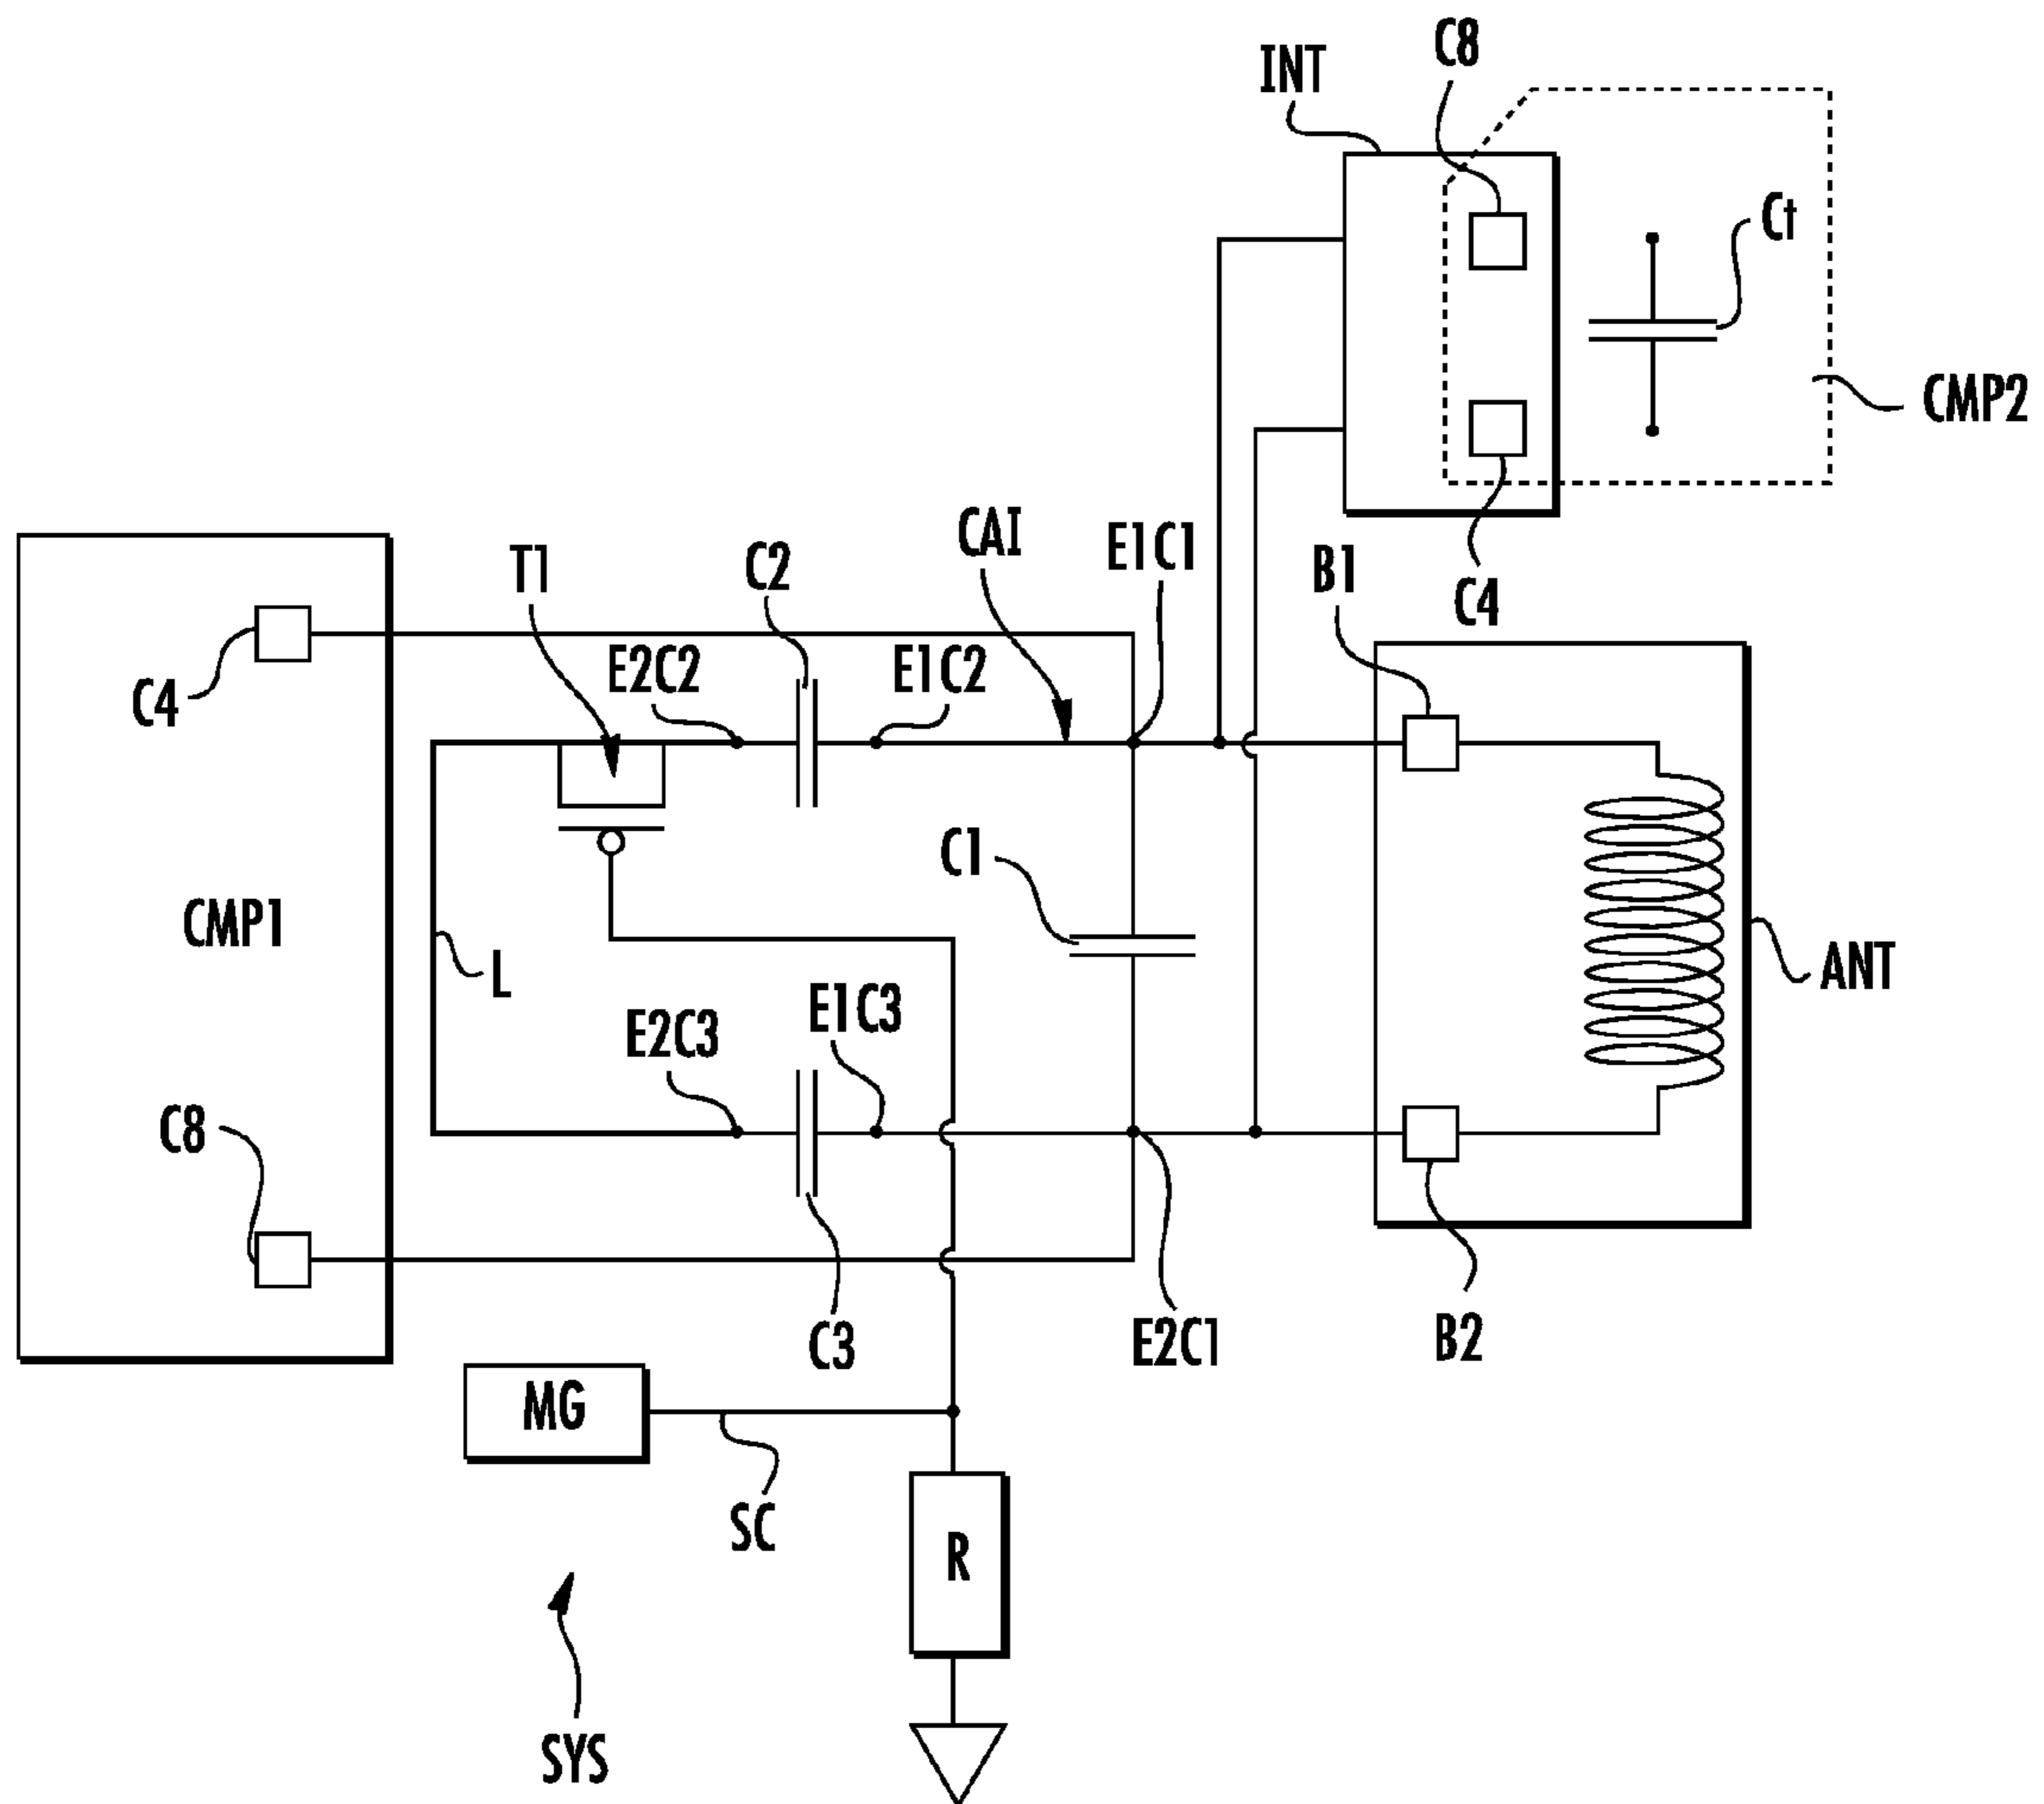 C8
INT
Ct
CMP2
CAI
E1C1
T1
C2
B1
C4
E2C2
E1C2
C4
C1
CMP1
ANT
L
E1C3
E2C3
C8
C3
E2C1
B2
MG
SC
R
SYS